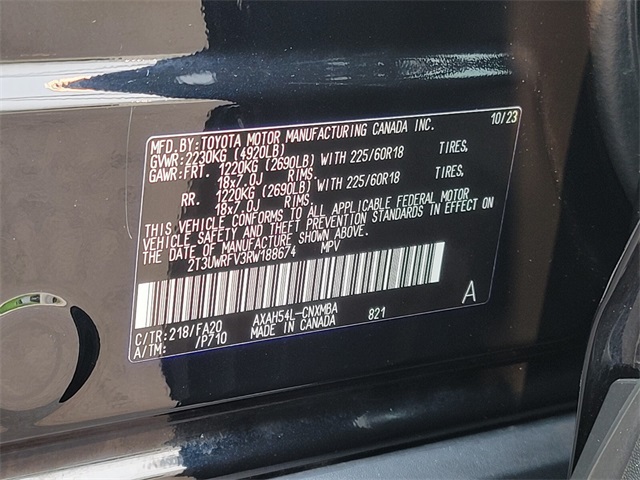 MFD.BY:TOYOTA MOTOR MANUFACTURING CANADA INC. 10/23
GVWR:2230KG (4920LB)
GAWR:FRT. 1220KG (2690LB) WITH 225/60R18 TIRES,
18x7.0J RIMS.
RR. 1220KG (2690LB) WITH 225/60R18 TIRES,
18x7.0J RIMS.
THIS VEHICLE CONFORMS TO ALL APPLICABLE FEDERAL MOTOR
VEHICLE SAFETY AND THEFT PREVENTION STANDARDS IN EFFECT ON
THE DATE OF MANUFACTURE SHOWN ABOVE.
2T3UWRFV3RW188674 MPV
A
C/TR:218/FA20 AXAH54L-CNXMBA 821
A/TM: /P710 MADE IN CANADA